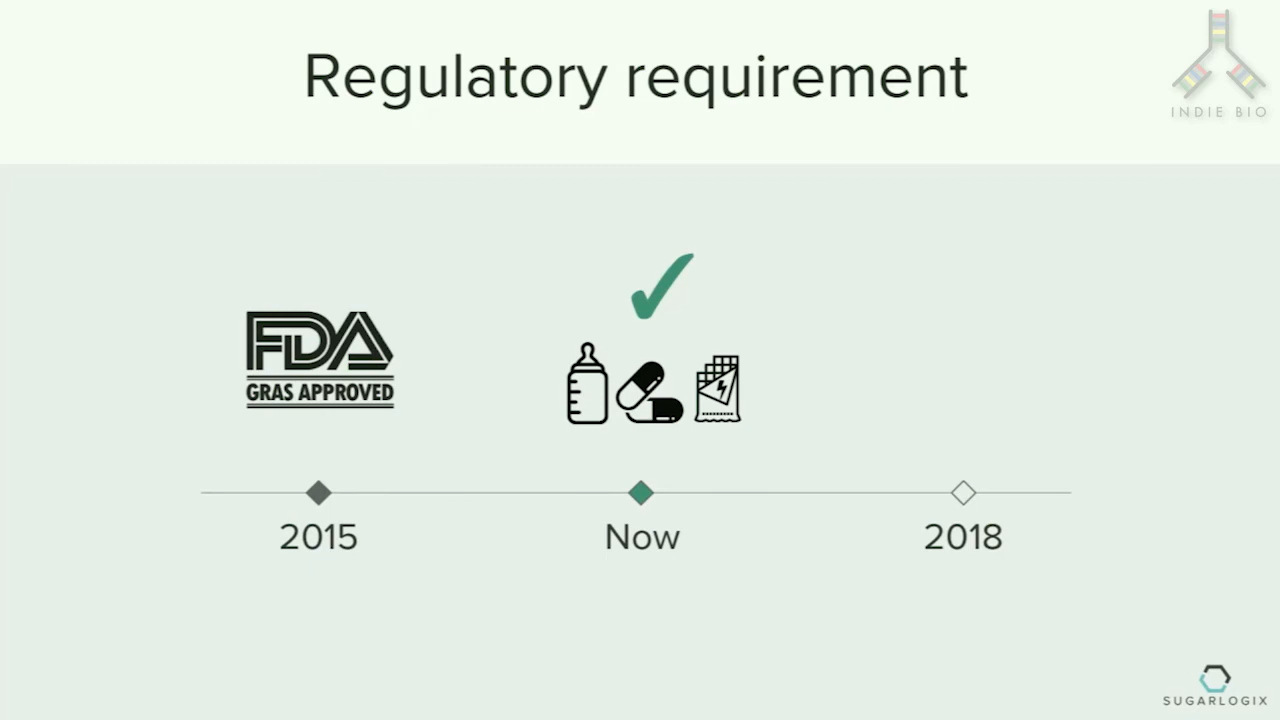 Regulatory requirement
INDIE BIO
FDA
GRAS APPROVED
2015
Now
2018
SUGARLOGIX